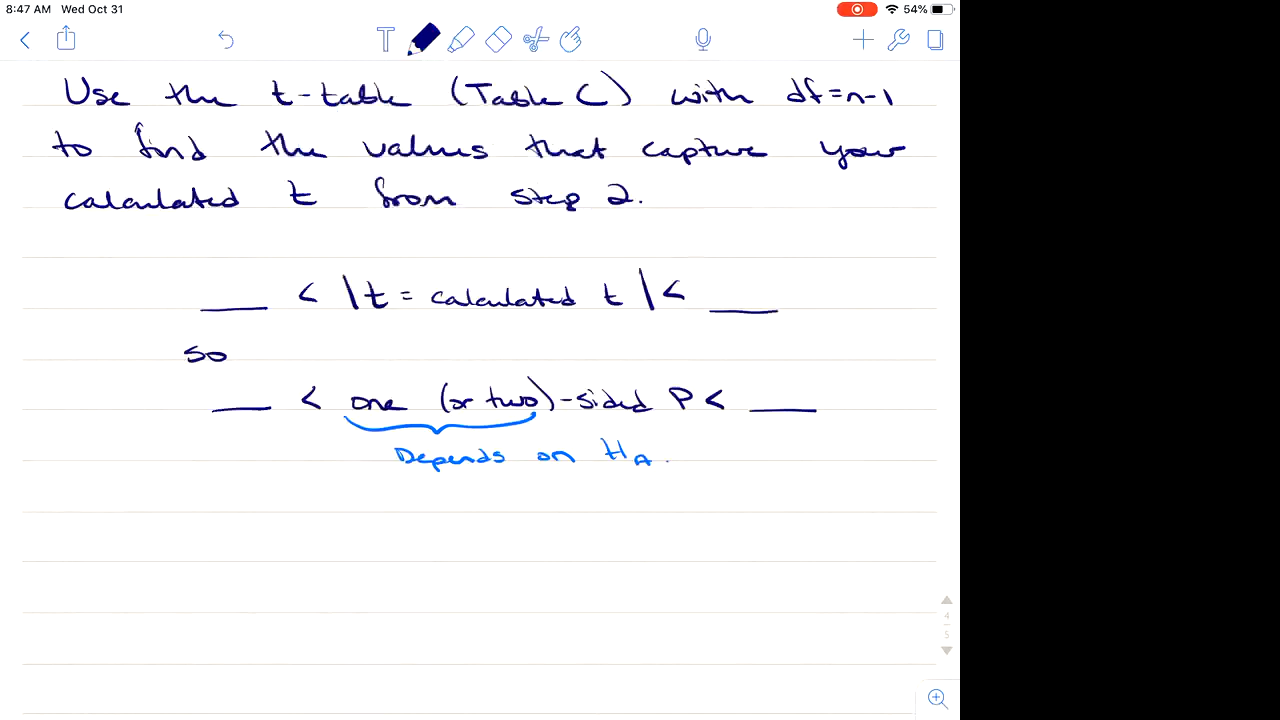 8:47 AM Wed Oct 31
54%
T
Use the t-table (Table C) with df=n-1
to find the values that capture your
calculated t from step 2.
___ < |t = calculated t| < ___
so
___ < one (or two)-sided P < ___
Depends on HA.
4
5